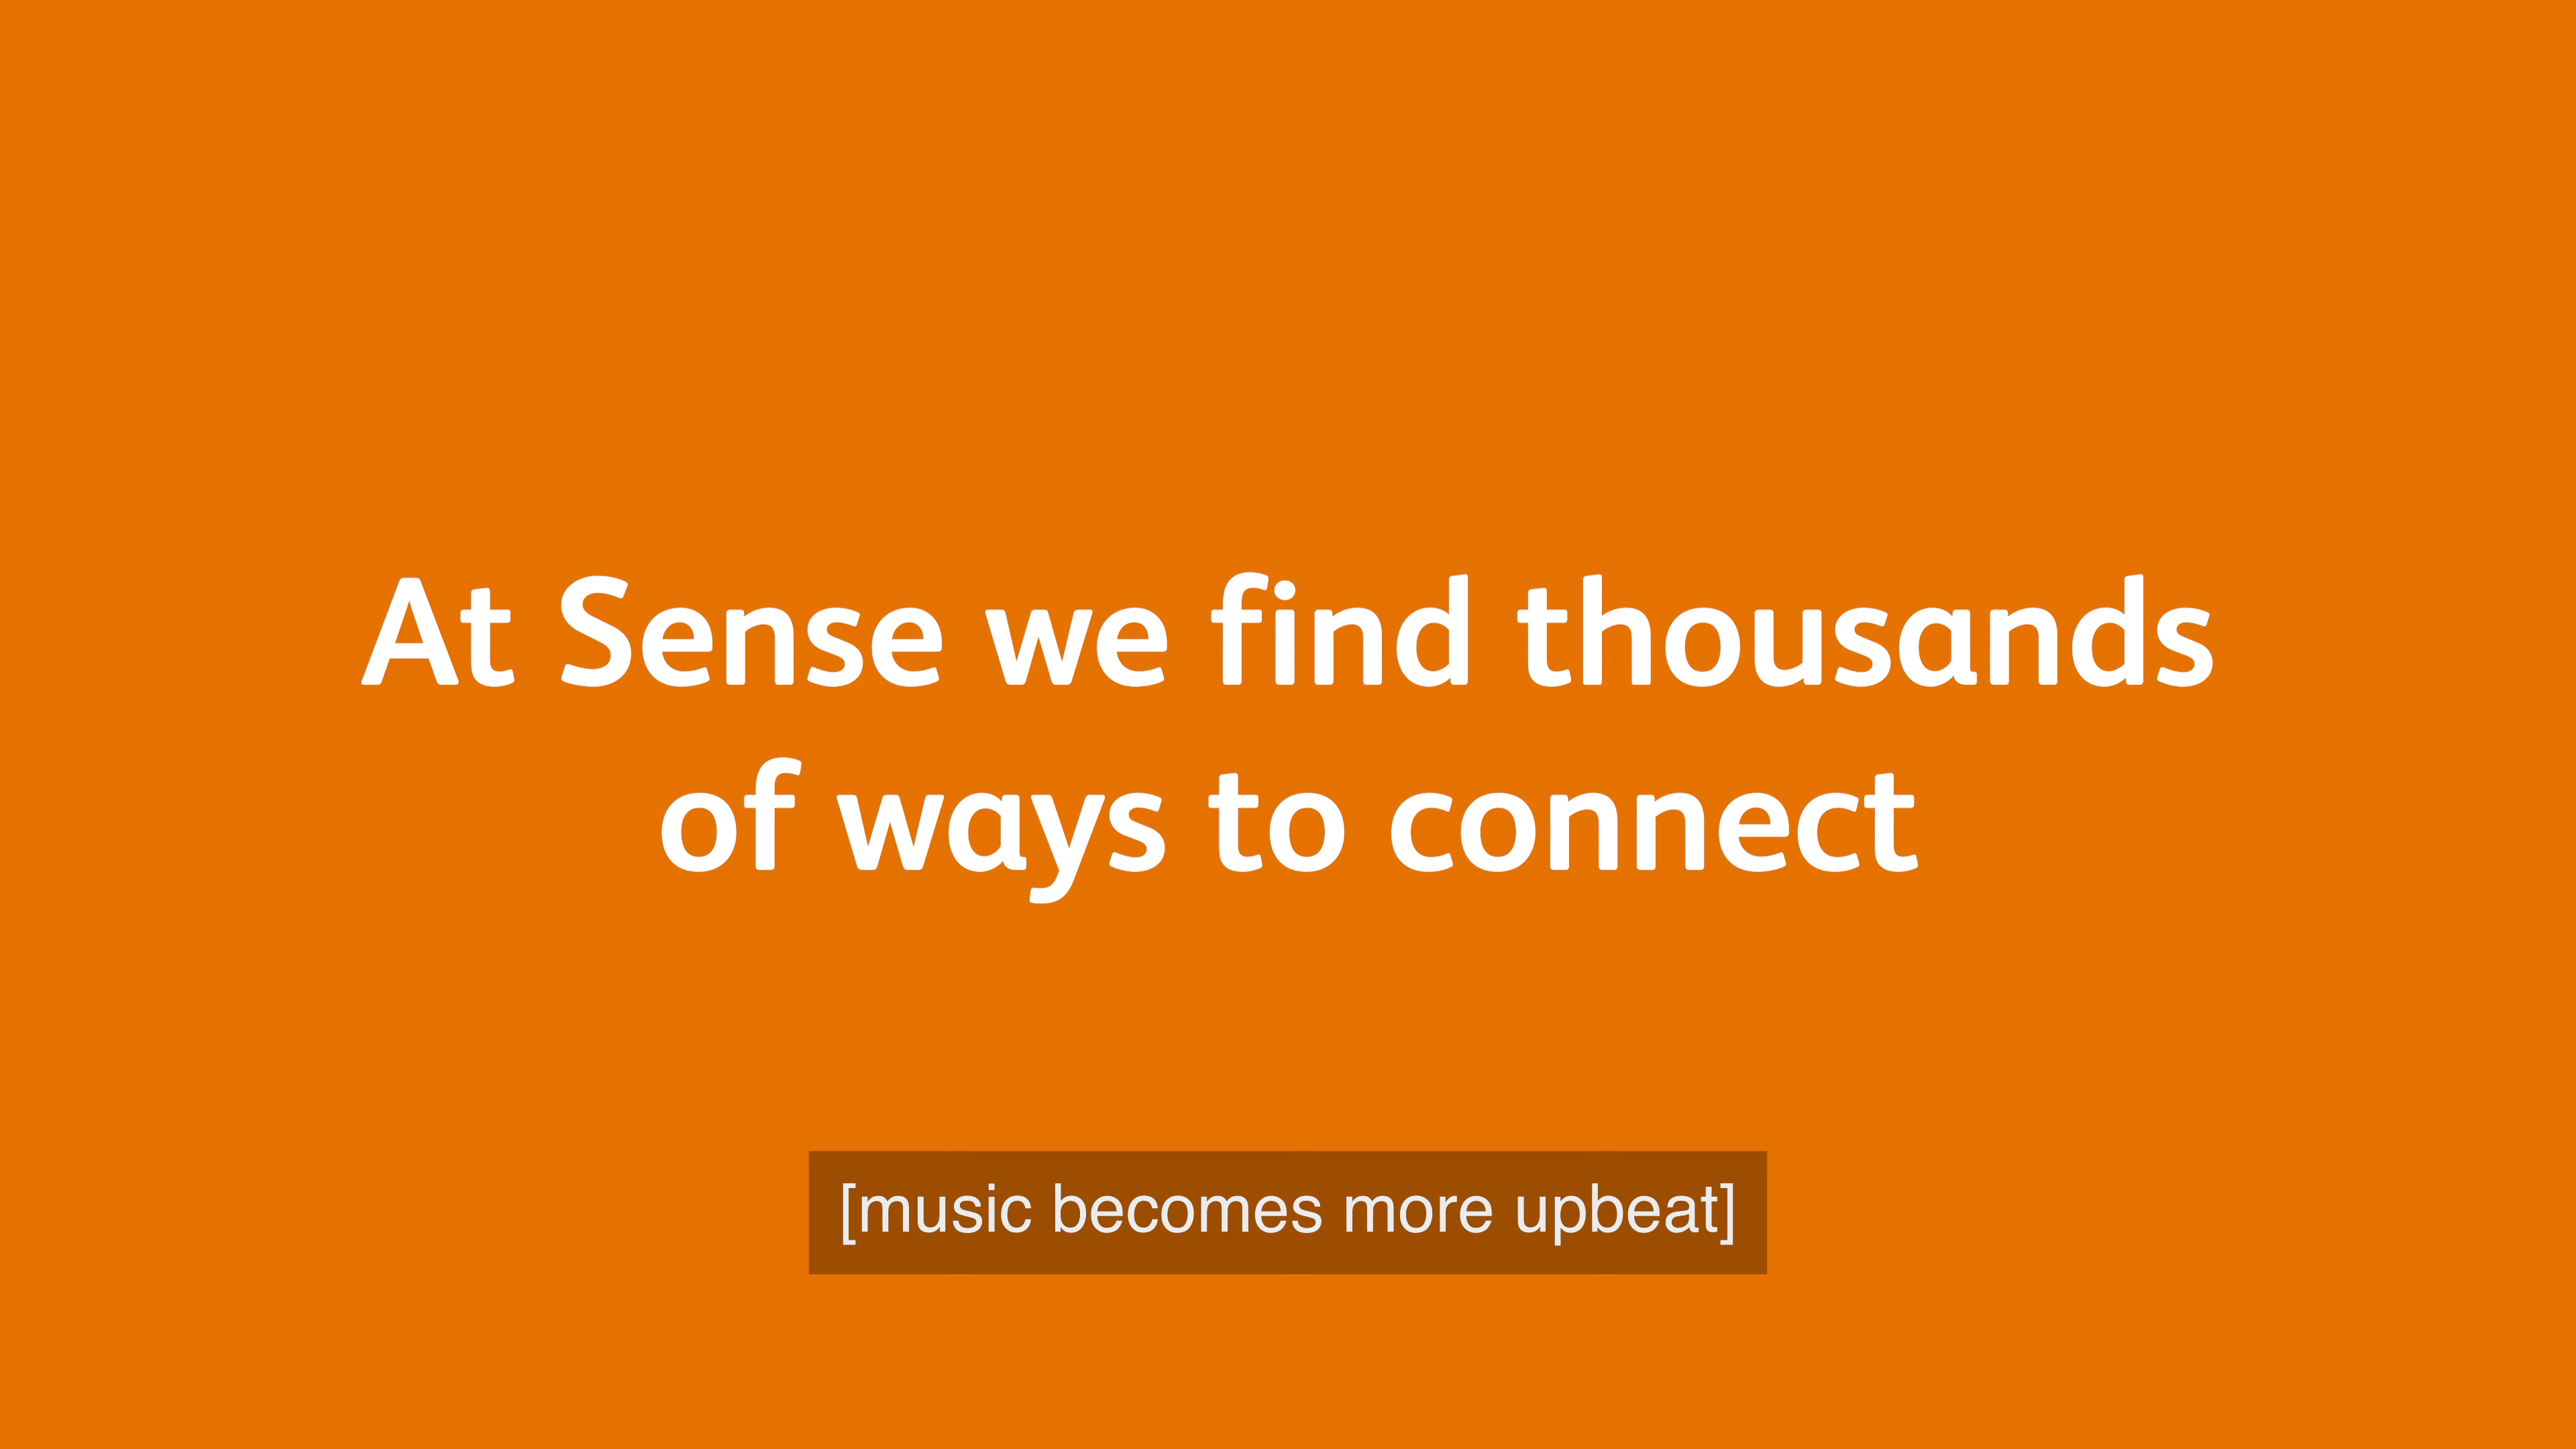 At Sense we find thousands
of ways to connect
[music becomes more upbeat]